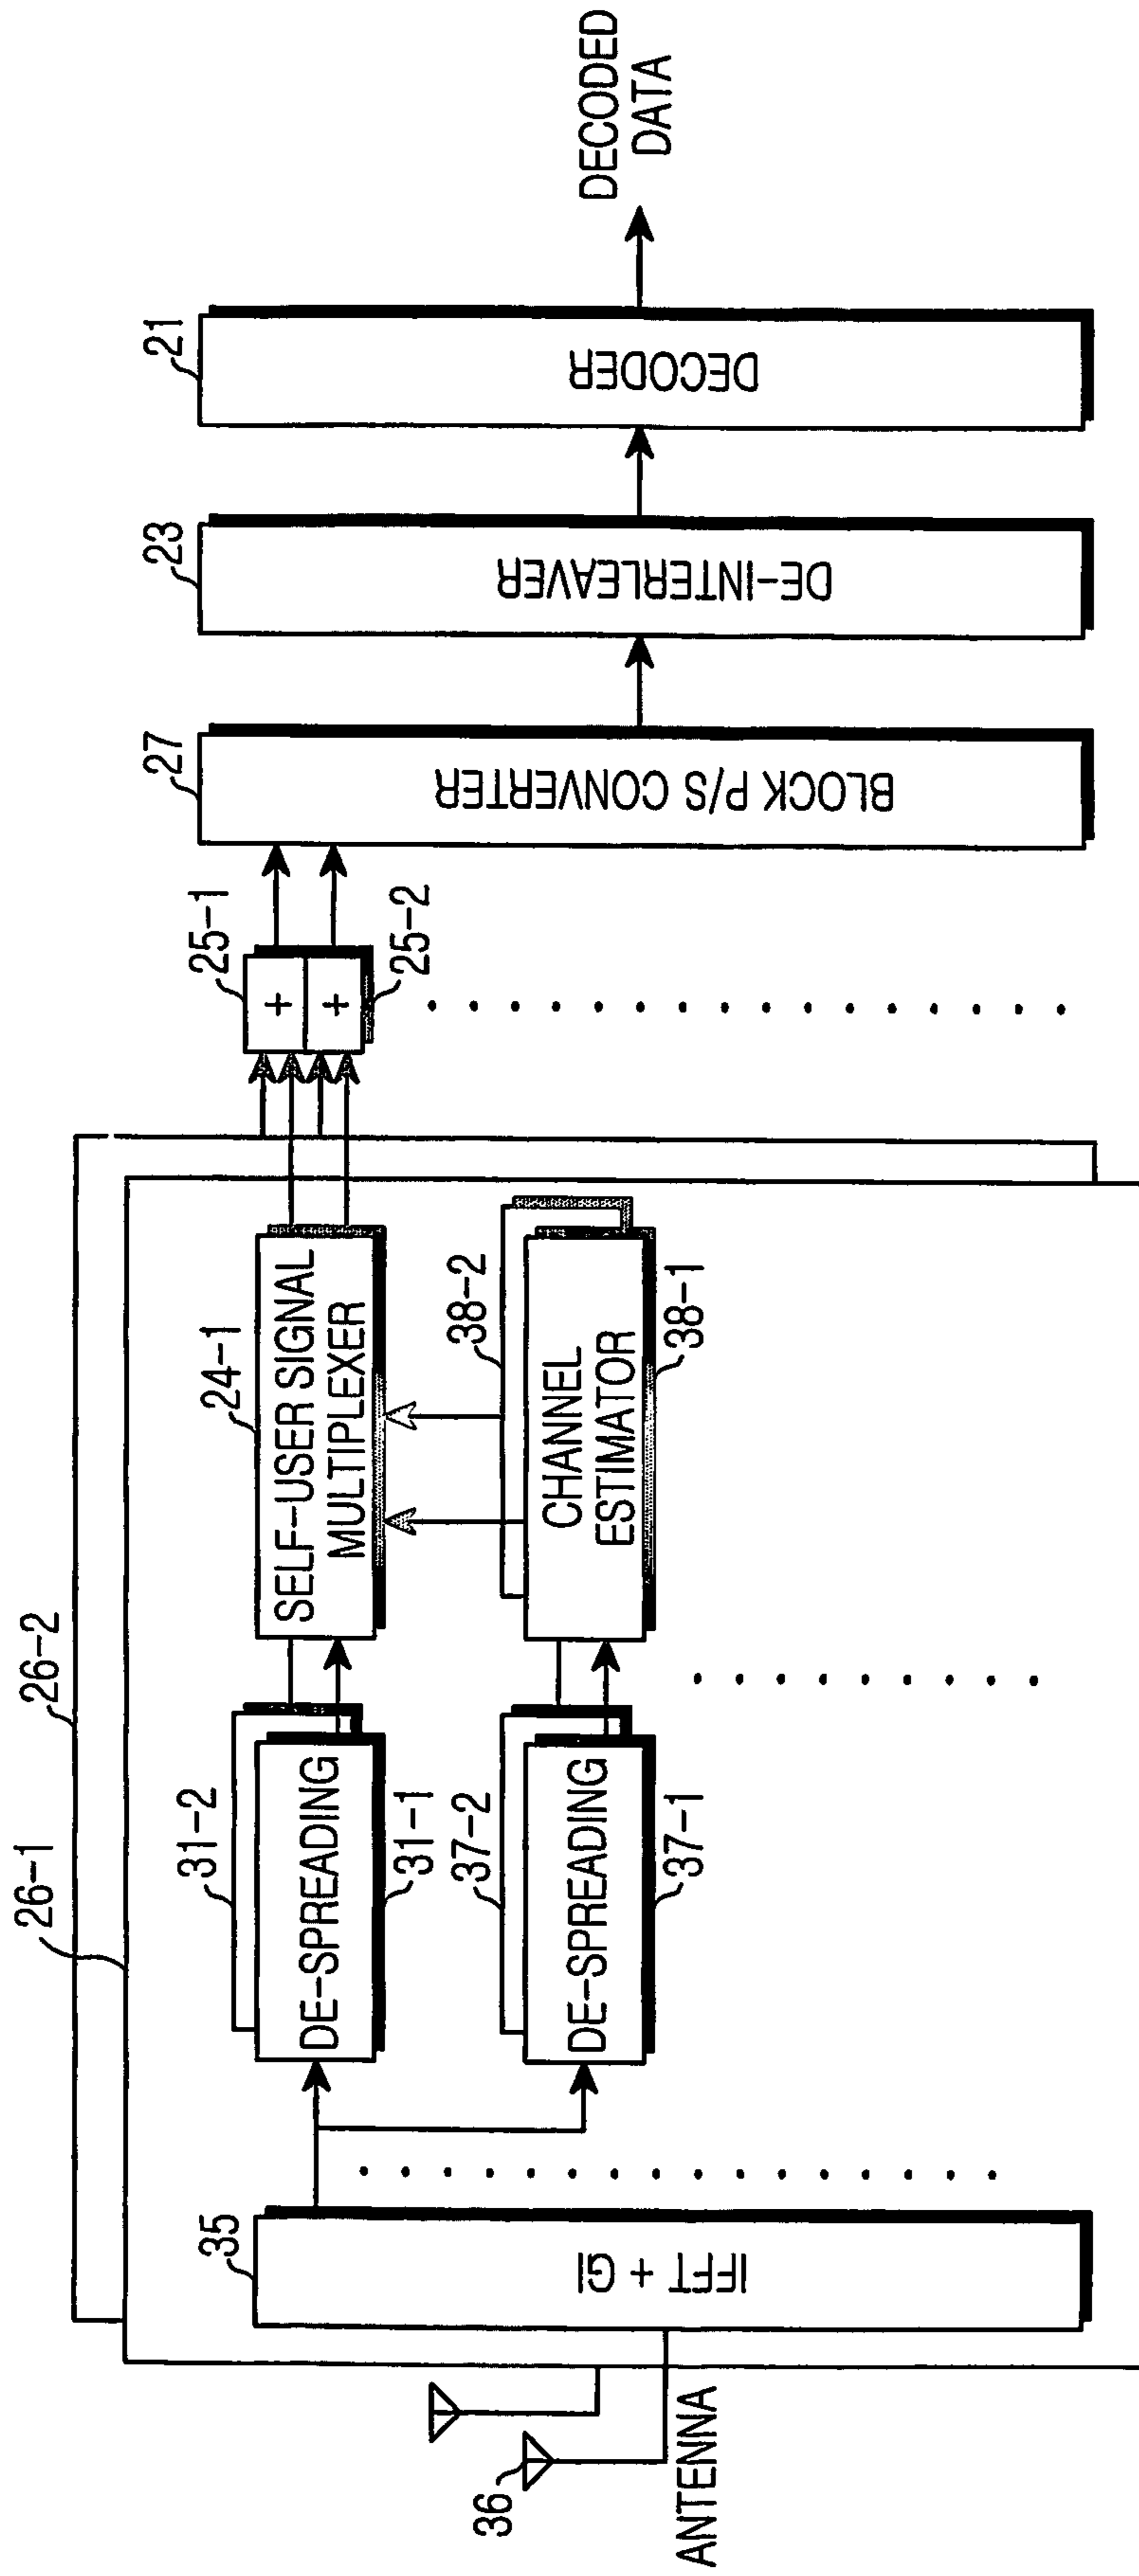 26-1
26-2
36
ANTENNA
35
IFFT + GI
31-2
DE-SPREADING
31-1
37-2
DE-SPREADING
37-1
24-1
SELF-USER SIGNAL
MULTIPLEXER
38-2
CHANNEL
ESTIMATOR
38-1
25-1
+
+
25-2
27
BLOCK P/S CONVERTER
23
DE-INTERLEAVER
21
DECODER
DECODED
DATA